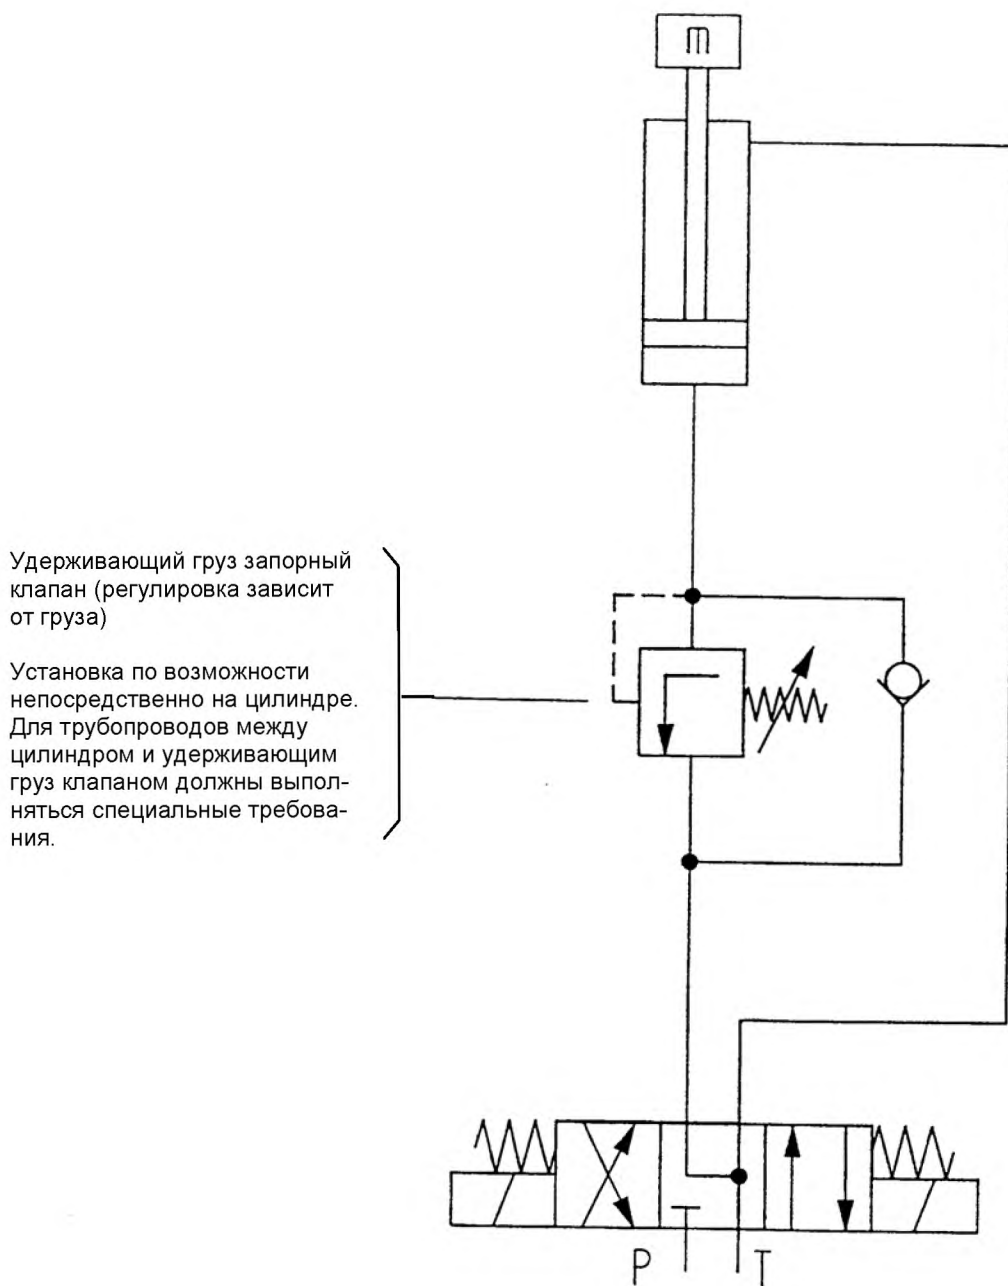 m
Удерживающий груз запорный
клапан (регулировка зависит
от груза)
Установка по возможности
непосредственно на цилиндре.
Для трубопроводов между
цилиндром и удерживающим
груз клапаном должны выпол-
няться специальные требова-
ния.
P T